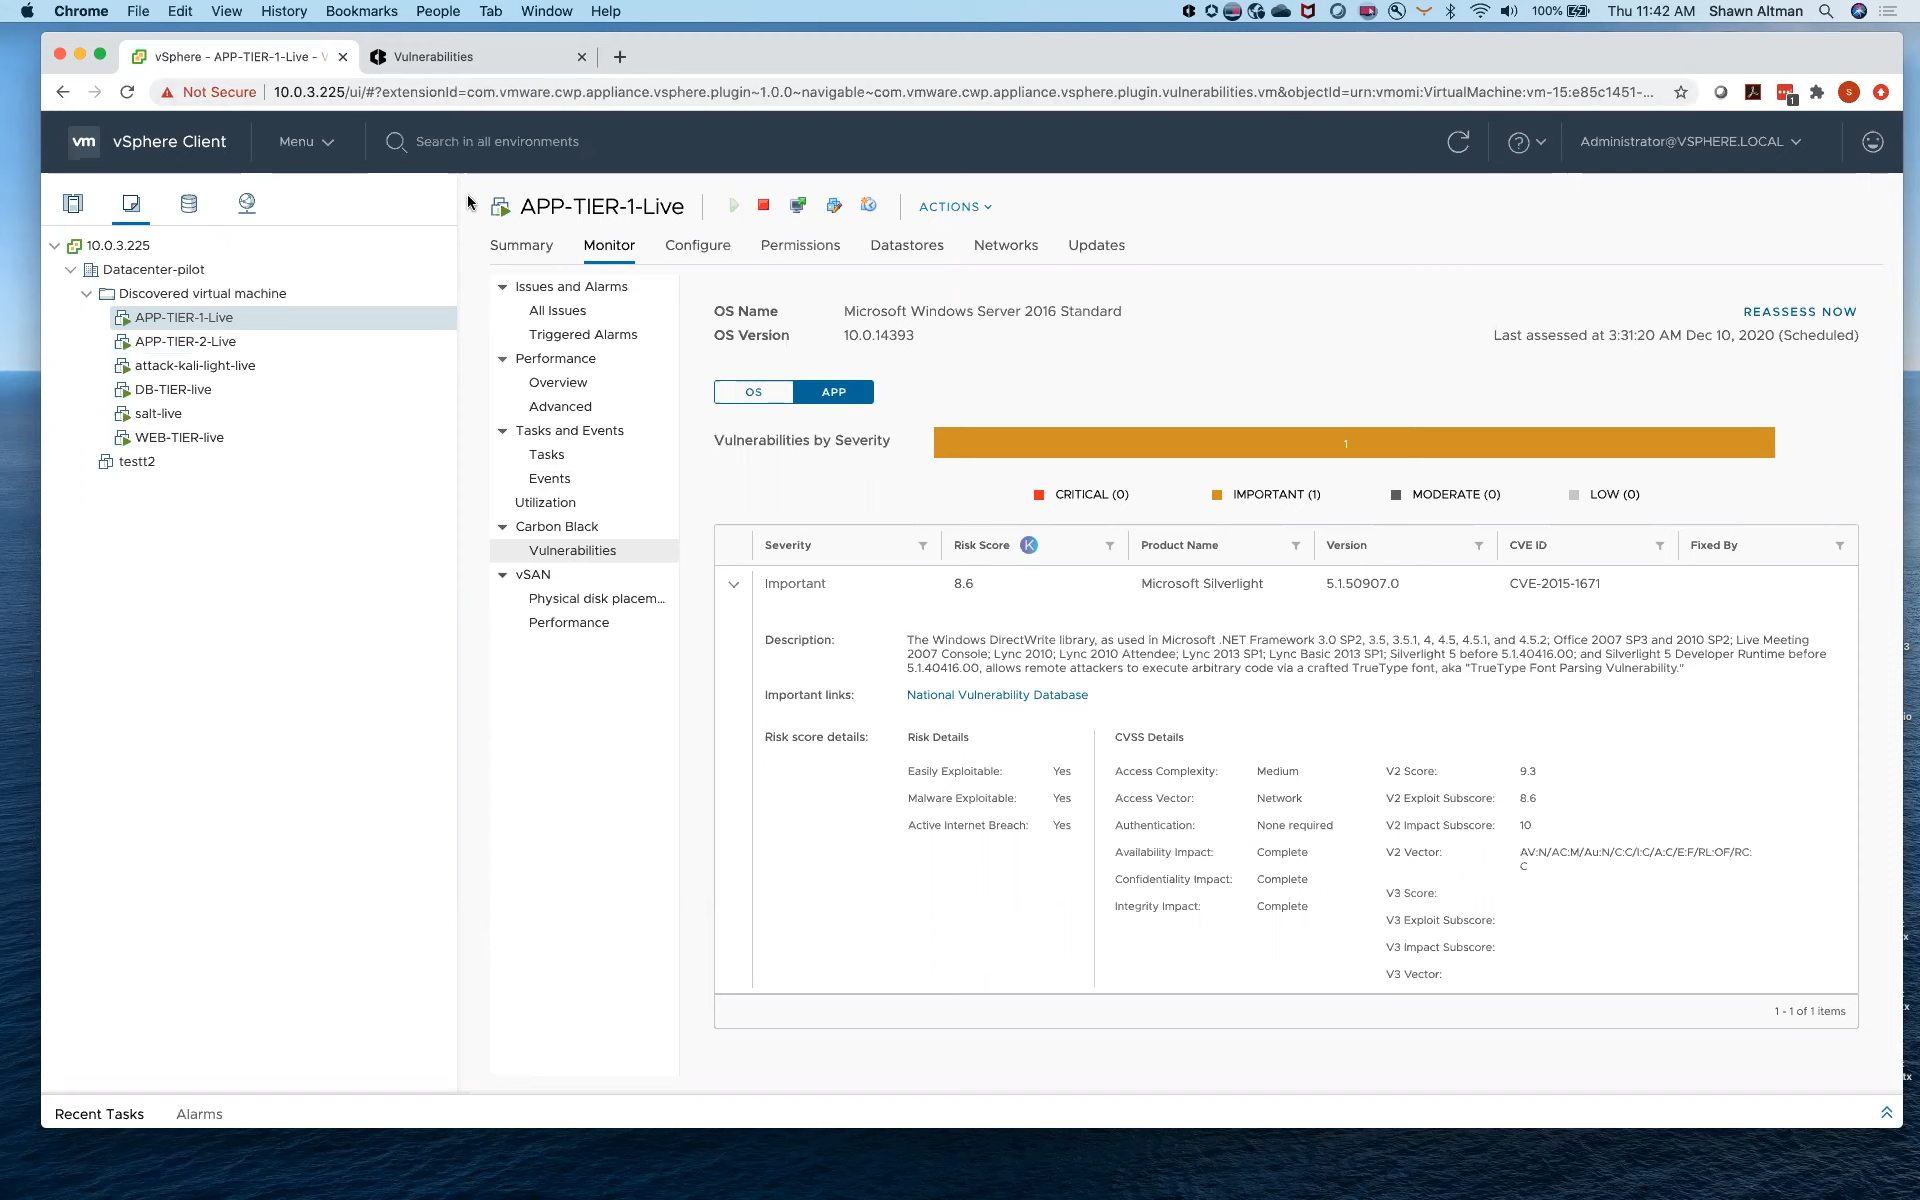 Chrome File Edit View History Bookmarks People Tab Window Help 100% Thu 11:42 AM Shawn Altman
vSphere - APP-TIER-1-Live - V Vulnerabilities
Not Secure 10.0.3.225/ui/#?extensionId=com.vmware.cwp.appliance.vsphere.plugin~1.0.0~navigable~com.vmware.cwp.appliance.vsphere.plugin.vulnerabilities.vm&objectId=urn:vmomi:VirtualMachine:vm-15:e85c1451-... 1 S
vm vSphere Client Menu Search in all environments Administrator@VSPHERE.LOCAL
APP-TIER-1-Live ACTIONS
Summary Monitor Configure Permissions Datastores Networks Updates
10.0.3.225
Datacenter-pilot
Discovered virtual machine
APP-TIER-1-Live
APP-TIER-2-Live
attack-kali-light-live
DB-TIER-live
salt-live
WEB-TIER-live
testt2
Issues and Alarms
All Issues
Triggered Alarms
Performance
Overview
Advanced
Tasks and Events
Tasks
Events
Utilization
Carbon Black
Vulnerabilities
vSAN
Physical disk placem...
Performance
OS Name Microsoft Windows Server 2016 Standard REASSESS NOW
OS Version 10.0.14393 Last assessed at 3:31:20 AM Dec 10, 2020 (Scheduled)
OS APP
Vulnerabilities by Severity 1
CRITICAL (0) IMPORTANT (1) MODERATE (0) LOW (0)
Severity Risk Score K Product Name Version CVE ID Fixed By
Important 8.6 Microsoft Silverlight 5.1.50907.0 CVE-2015-1671
Description: The Windows DirectWrite library, as used in Microsoft .NET Framework 3.0 SP2, 3.5, 3.5.1, 4, 4.5, 4.5.1, and 4.5.2; Office 2007 SP3 and 2010 SP2; Live Meeting
2007 Console; Lync 2010; Lync 2010 Attendee; Lync 2013 SP1; Lync Basic 2013 SP1; Silverlight 5 before 5.1.40416.00; and Silverlight 5 Developer Runtime before
5.1.40416.00, allows remote attackers to execute arbitrary code via a crafted TrueType font, aka "TrueType Font Parsing Vulnerability."
Important links: National Vulnerability Database
Risk score details: Risk Details CVSS Details
Easily Exploitable: Yes Access Complexity: Medium V2 Score: 9.3
Malware Exploitable: Yes Access Vector: Network V2 Exploit Subscore: 8.6
Active Internet Breach: Yes Authentication: None required V2 Impact Subscore: 10
Availability Impact: Complete V2 Vector: AV:N/AC:M/Au:N/C:C/I:C/A:C/E:F/RL:OF/RC:
C
Confidentiality Impact: Complete V3 Score:
Integrity Impact: Complete V3 Exploit Subscore:
V3 Impact Subscore:
V3 Vector:
1 - 1 of 1 items
Recent Tasks Alarms